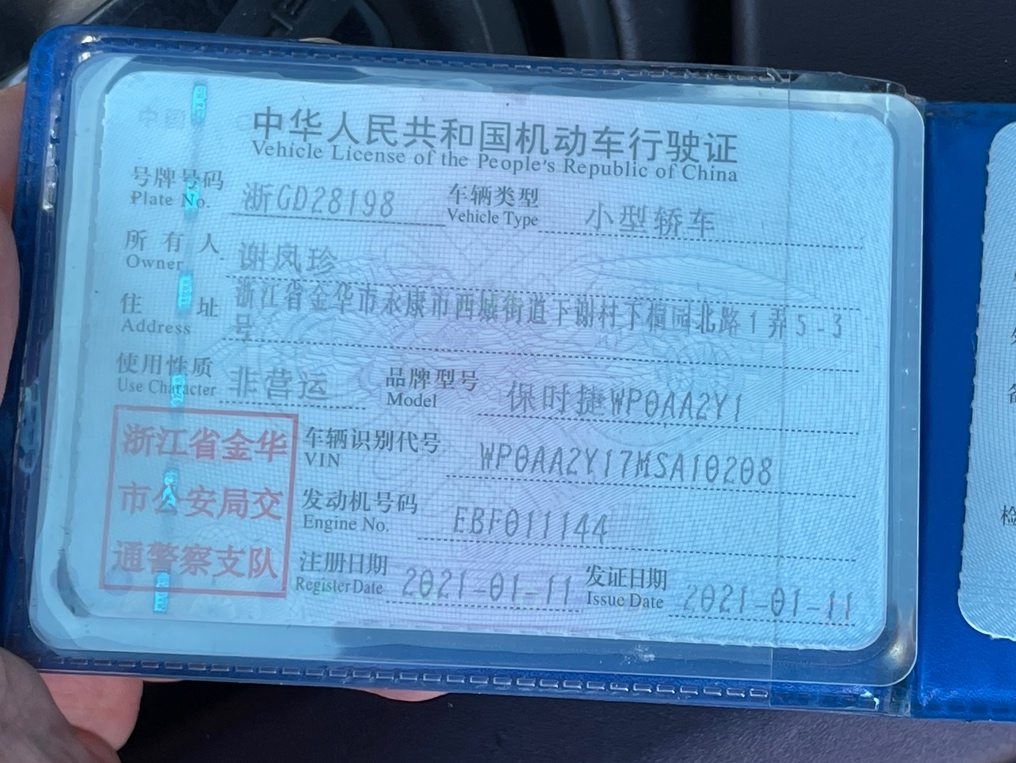 中华人民共和国机动车行驶证
Vehicle License of the People's Republic of China
号牌号码 浙GD28198 车辆类型 小型轿车
Plate No. Vehicle Type
所有人 谢凤珍
Owner
住址 浙江省金华市永康市西城街道下谢村下桐园北路1弄5-3
Address 号
使用性质 非营运 品牌型号 保时捷WP0AA2Y1
Use Character Model
浙江省金华 车辆识别代号 WP0AA2Y17MSA10208
VIN
市公安局交 发动机号码 EBF011144
Engine No.
通警察支队 注册日期 2021-01-11 发证日期 2021-01-11
Register Date Issue Date
检